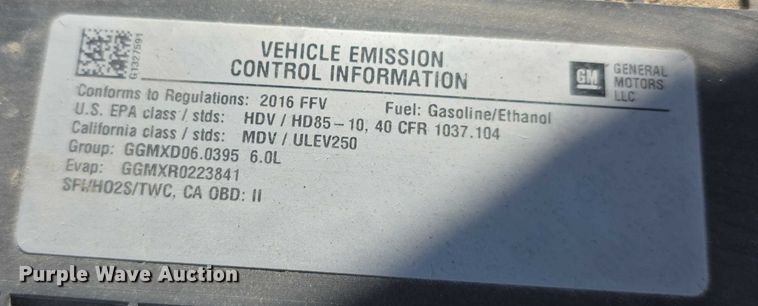 G1327591
VEHICLE EMISSION
CONTROL INFORMATION
GM
GENERAL
MOTORS
LLC
Conforms to Regulations: 2016 FFV Fuel: Gasoline/Ethanol
U.S. EPA class / stds: HDV / HD85-10, 40 CFR 1037.104
California class / stds: MDV / ULEV250
Group: GGMXD06.0395 6.0L
Evap: GGMXR0223841
SFI/HO2S/TWC, CA OBD: II
Purple Wave Auction